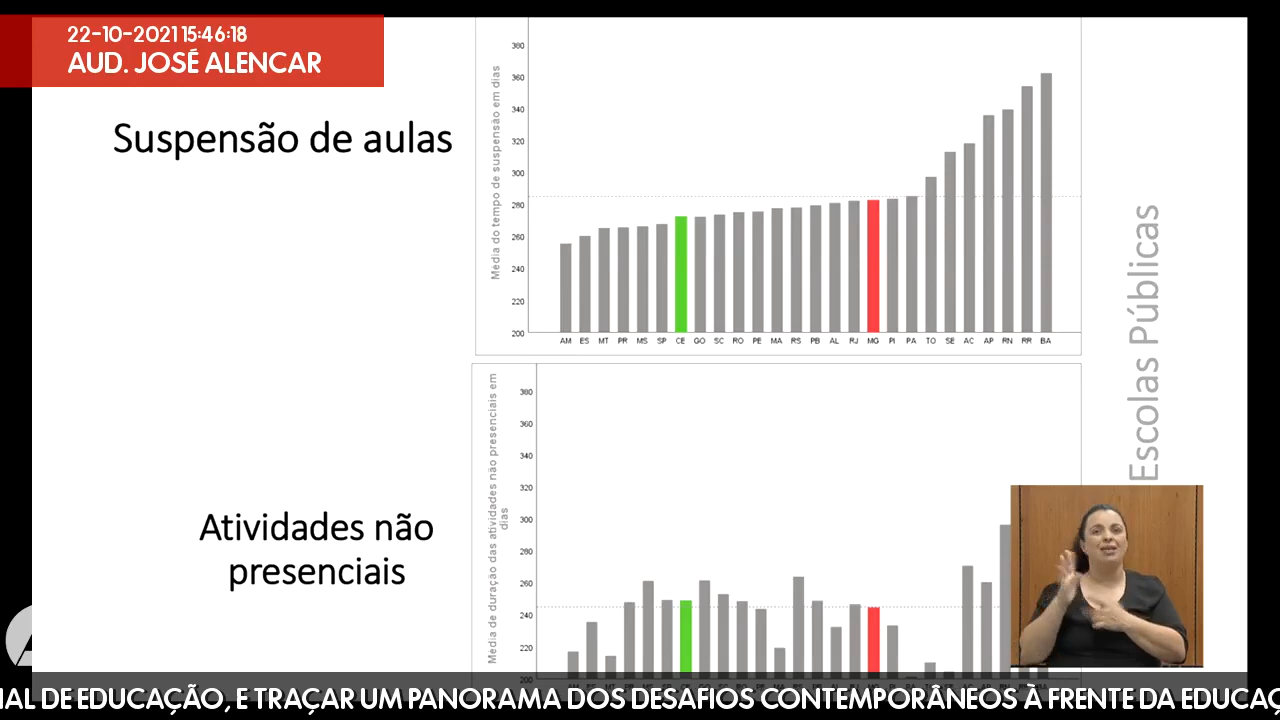 22-10-2021 15:46:18
AUD. JOSÉ ALENCAR
Suspensão de aulas
Média do tempo de suspensão em dias
380
360
340
320
300
280
260
240
220
200
AM ES MT PR MS SP CE GO SC RO PE MA RS PB AL RJ MG PI PA TO SE AC AP RN RR BA
Escolas Públicas
Atividades não
presenciais
Média de duração das atividades não presenciais em
dias
380
360
340
320
300
280
260
240
220
200
NAL DE EDUCAÇÃO, E TRAÇAR UM PANORAMA DOS DESAFIOS CONTEMPORÂNEOS À FRENTE DA EDUCAÇ